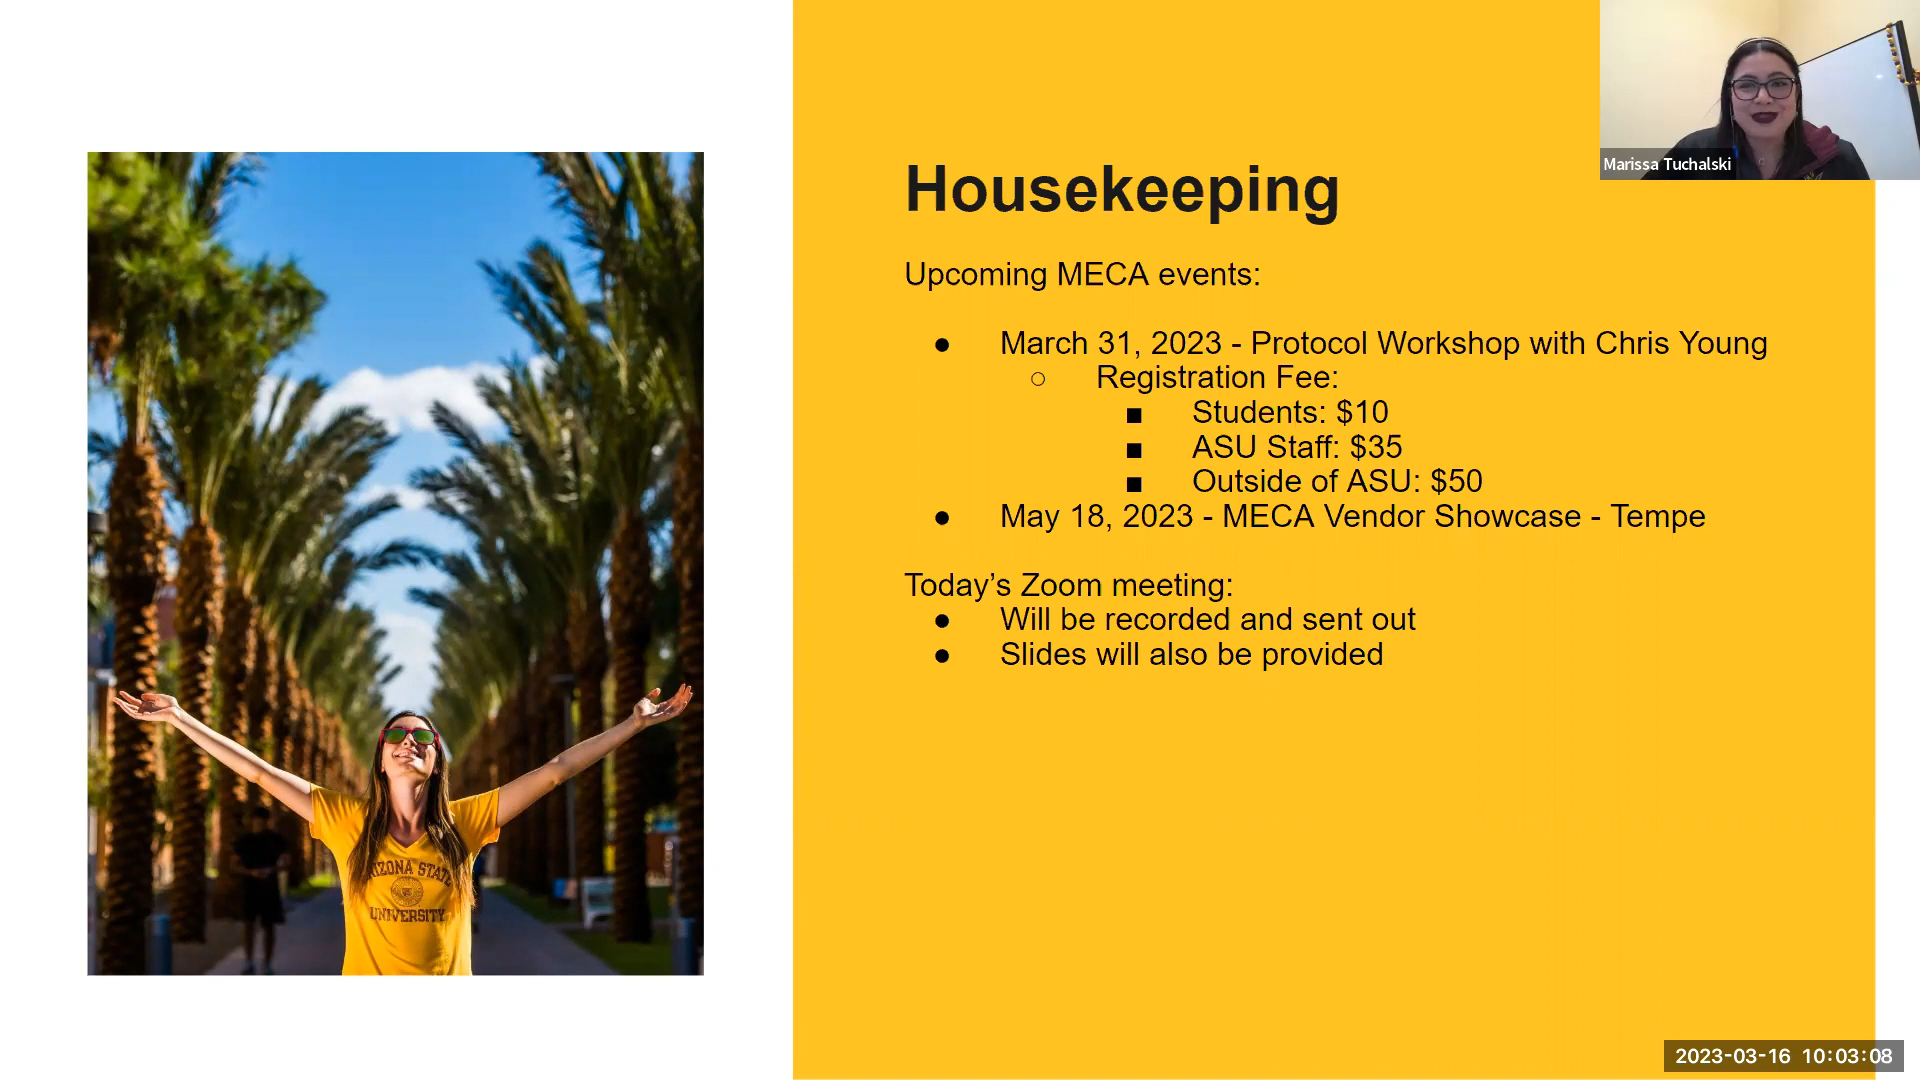 Marissa Tuchalski
Housekeeping
Upcoming MECA events:
● March 31, 2023 - Protocol Workshop with Chris Young
○ Registration Fee:
■ Students: $10
■ ASU Staff: $35
■ Outside of ASU: $50
● May 18, 2023 - MECA Vendor Showcase - Tempe
Today’s Zoom meeting:
● Will be recorded and sent out
● Slides will also be provided
RIZONA STATE
UNIVERSITY
2023-03-16 10:03:08